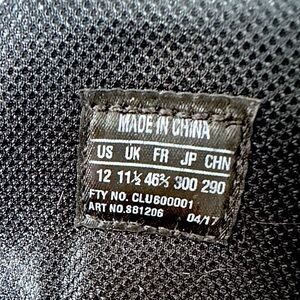 MADE IN CHINA
US UK FR JP CHN
12 11½ 46⅔ 300 290
FTY NO. CLU600001
ART NO.S81206 04/17